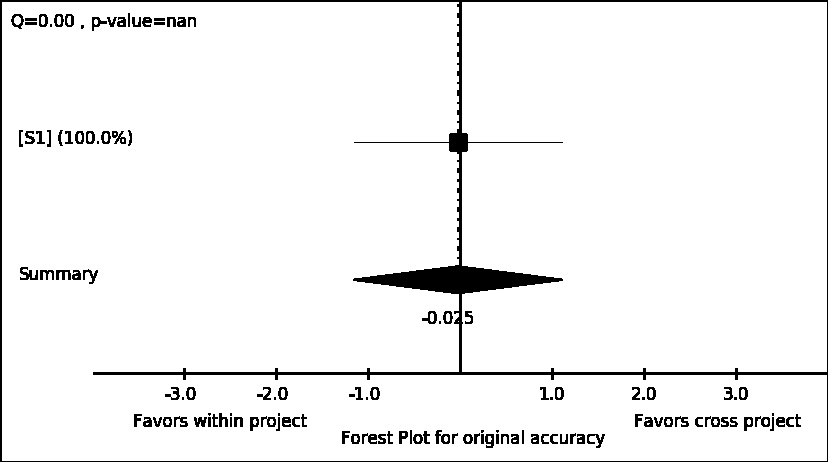 Q=0.00 , p-value=nan
[S1] (100.0%)
Summary
-0.025
-3.0 -2.0 -1.0 1.0 2.0 3.0
Favors within project Favors cross project
Forest Plot for original accuracy